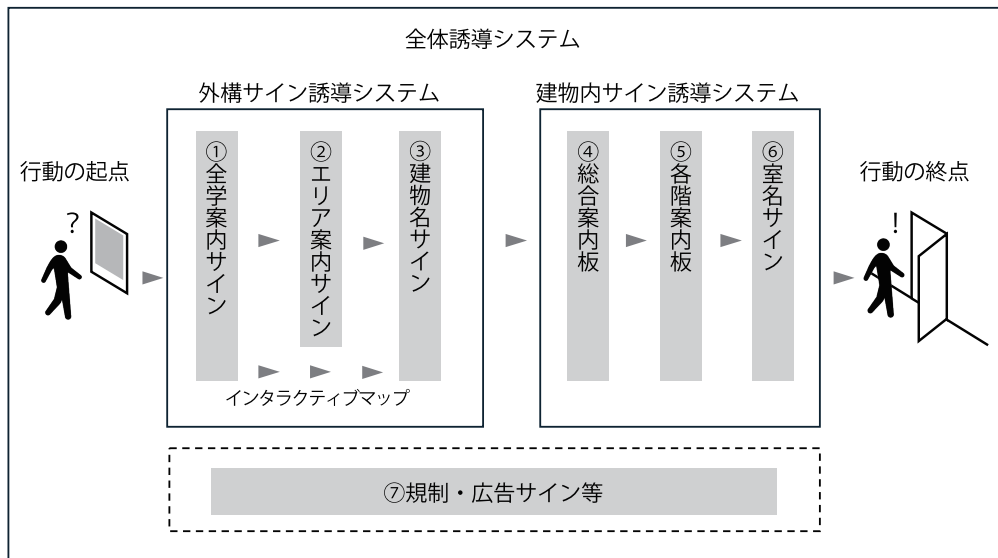 全体誘導システム
外構サイン誘導システム
建物内サイン誘導システム
行動の起点
?
①全学案内サイン
②エリア案内サイン
③建物名サイン
インタラクティブマップ
④総合案内板
⑤各階案内板
⑥室名サイン
行動の終点
!
⑦規制・広告サイン等